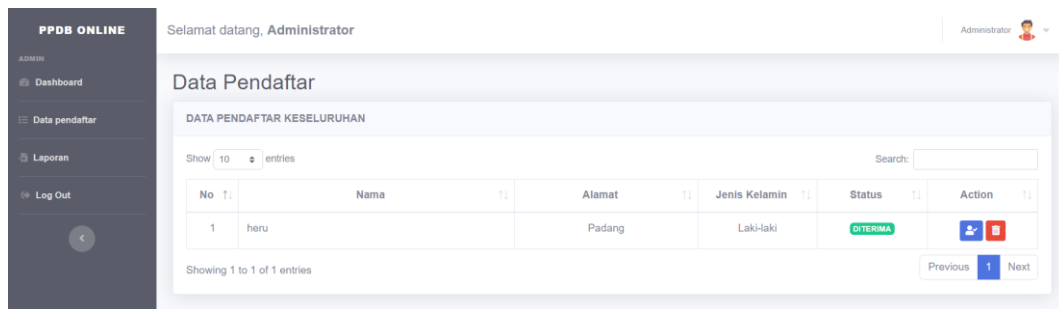 PPDB ONLINE
Selamat datang, Administrator
Administrator
ADMIN
Dashboard
Data pendaftar
Laporan
Log Out
Data Pendaftar
DATA PENDAFTAR KESELURUHAN
Show 10 entries
Search:
No Nama Alamat Jenis Kelamin Status Action
1 heru Padang Laki-laki DITERIMA
Showing 1 to 1 of 1 entries
Previous 1 Next